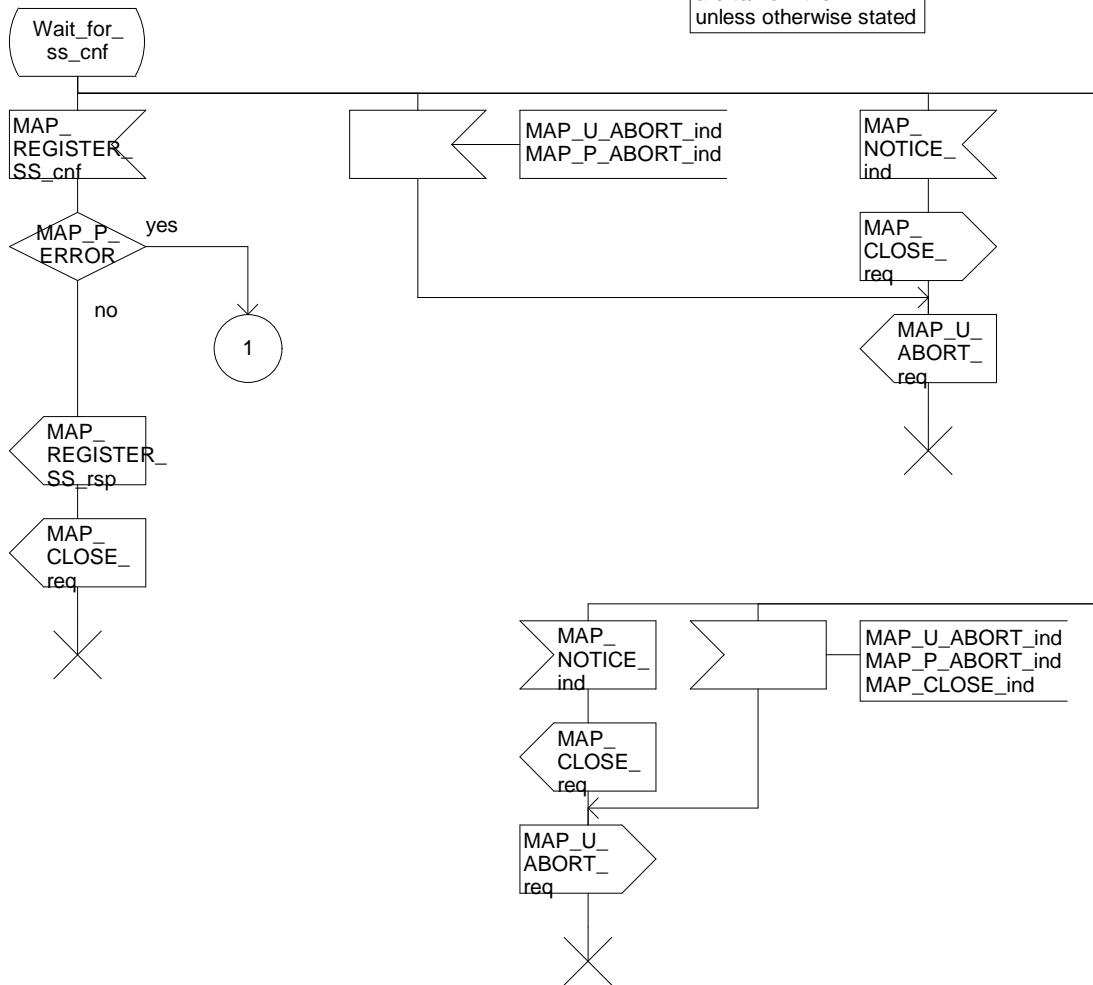 unless otherwise stated
Wait_for_
ss_cnf
MAP_
REGISTER_
SS_cnf
MAP_U_ABORT_ind
MAP_P_ABORT_ind
MAP_
NOTICE_
ind
MAP_P_
ERROR
yes
no
1
MAP_
CLOSE_
req
MAP_U_
ABORT_
req
MAP_
REGISTER_
SS_rsp
MAP_
CLOSE_
req
MAP_
NOTICE_
ind
MAP_U_ABORT_ind
MAP_P_ABORT_ind
MAP_CLOSE_ind
MAP_
CLOSE_
req
MAP_U_
ABORT_
req